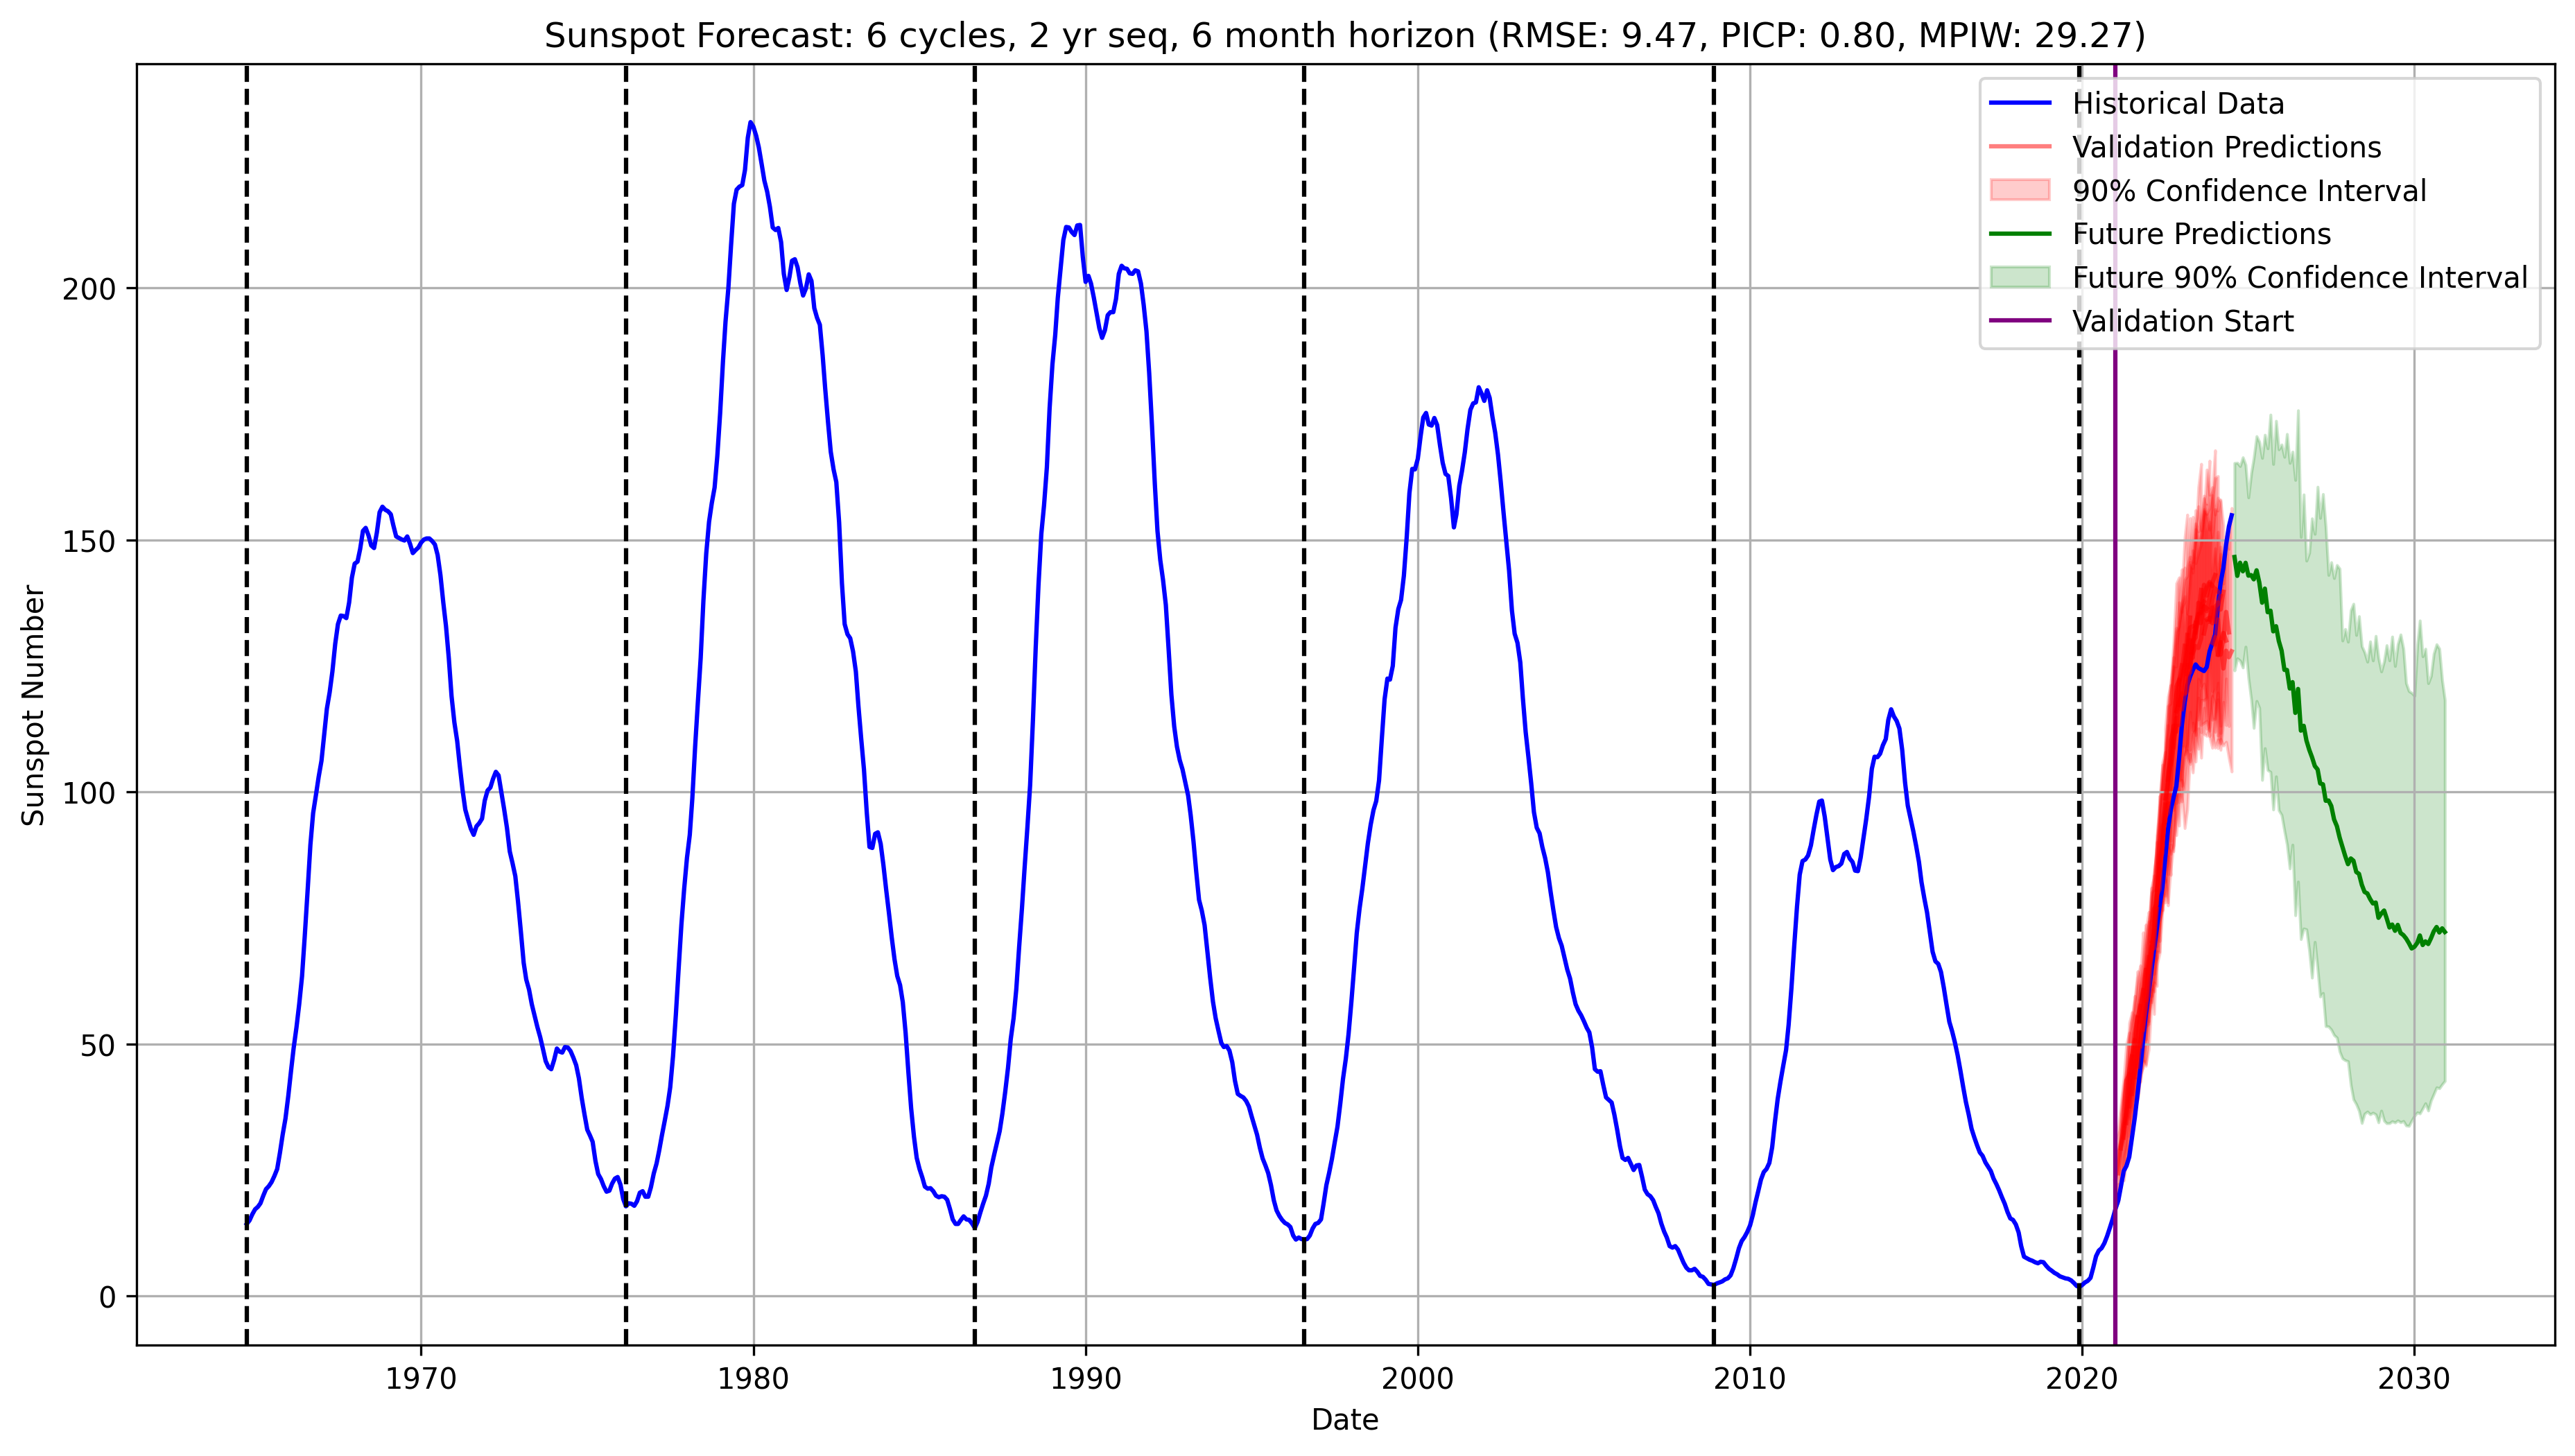 Sunspot Forecast: 6 cycles, 2 yr seq, 6 month horizon (RMSE: 9.47, PICP: 0.80, MPIW: 29.27)
Historical Data
Validation Predictions
90% Confidence Interval
Future Predictions
Future 90% Confidence Interval
Validation Start
Sunspot Number
200
150
100
50
0
1970
1980
1990
2000
2010
2020
2030
Date